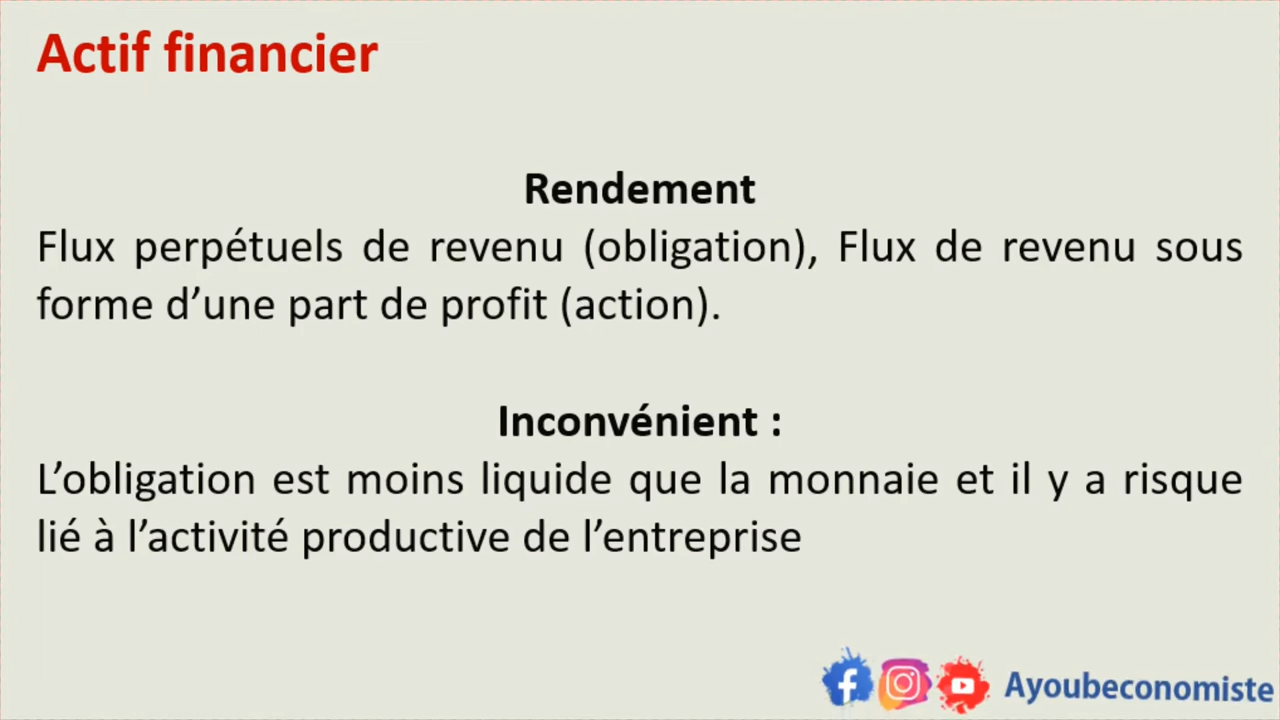 Actif financier
Rendement
Flux perpétuels de revenu (obligation), Flux de revenu sous
forme d’une part de profit (action).
Inconvénient :
L’obligation est moins liquide que la monnaie et il y a risque
lié à l’activité productive de l’entreprise
Ayoubeconomiste